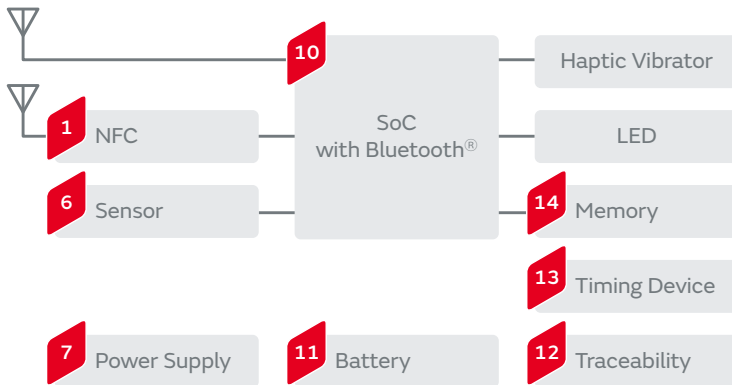 10
Haptic Vibrator
1
NFC
SoC
with Bluetooth®
LED
6
Sensor
14
Memory
13
Timing Device
7
Power Supply
11
Battery
12
Traceability